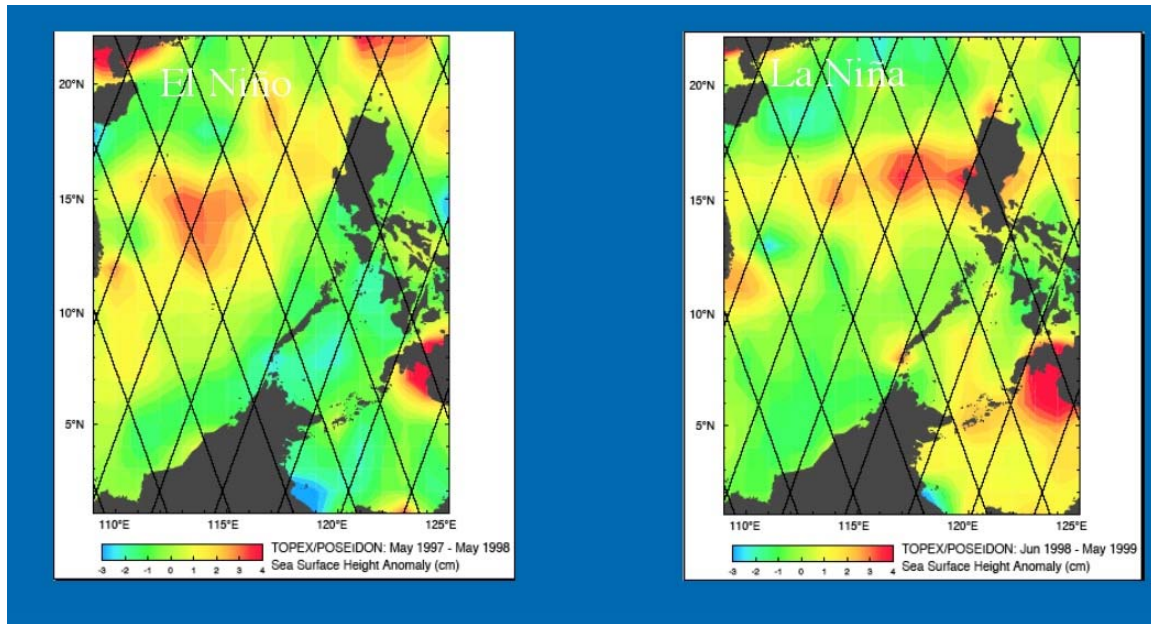 El Niño
20°N
15°N
10°N
5°N
110°E 115°E 120°E 125°E
TOPEX/POSEIDON: May 1997 - May 1998
-3 -2 -1 0 1 2 3 4
Sea Surface Height Anomaly (cm)
La Niña
20°N
15°N
10°N
5°N
110°E 115°E 120°E 125°E
TOPEX/POSEIDON: Jun 1998 - May 1999
-3 -2 -1 0 1 2 3 4
Sea Surface Height Anomaly (cm)